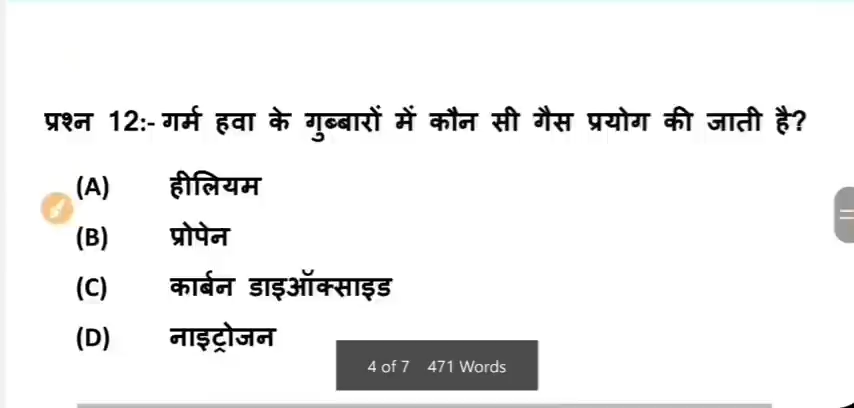 प्रश्न 12:- गर्म हवा के गुब्बारों में कौन सी गैस प्रयोग की जाती है?
(A) हीलियम
(B) प्रोपेन
(C) कार्बन डाइऑक्साइड
(D) नाइट्रोजन
4 of 7 471 Words